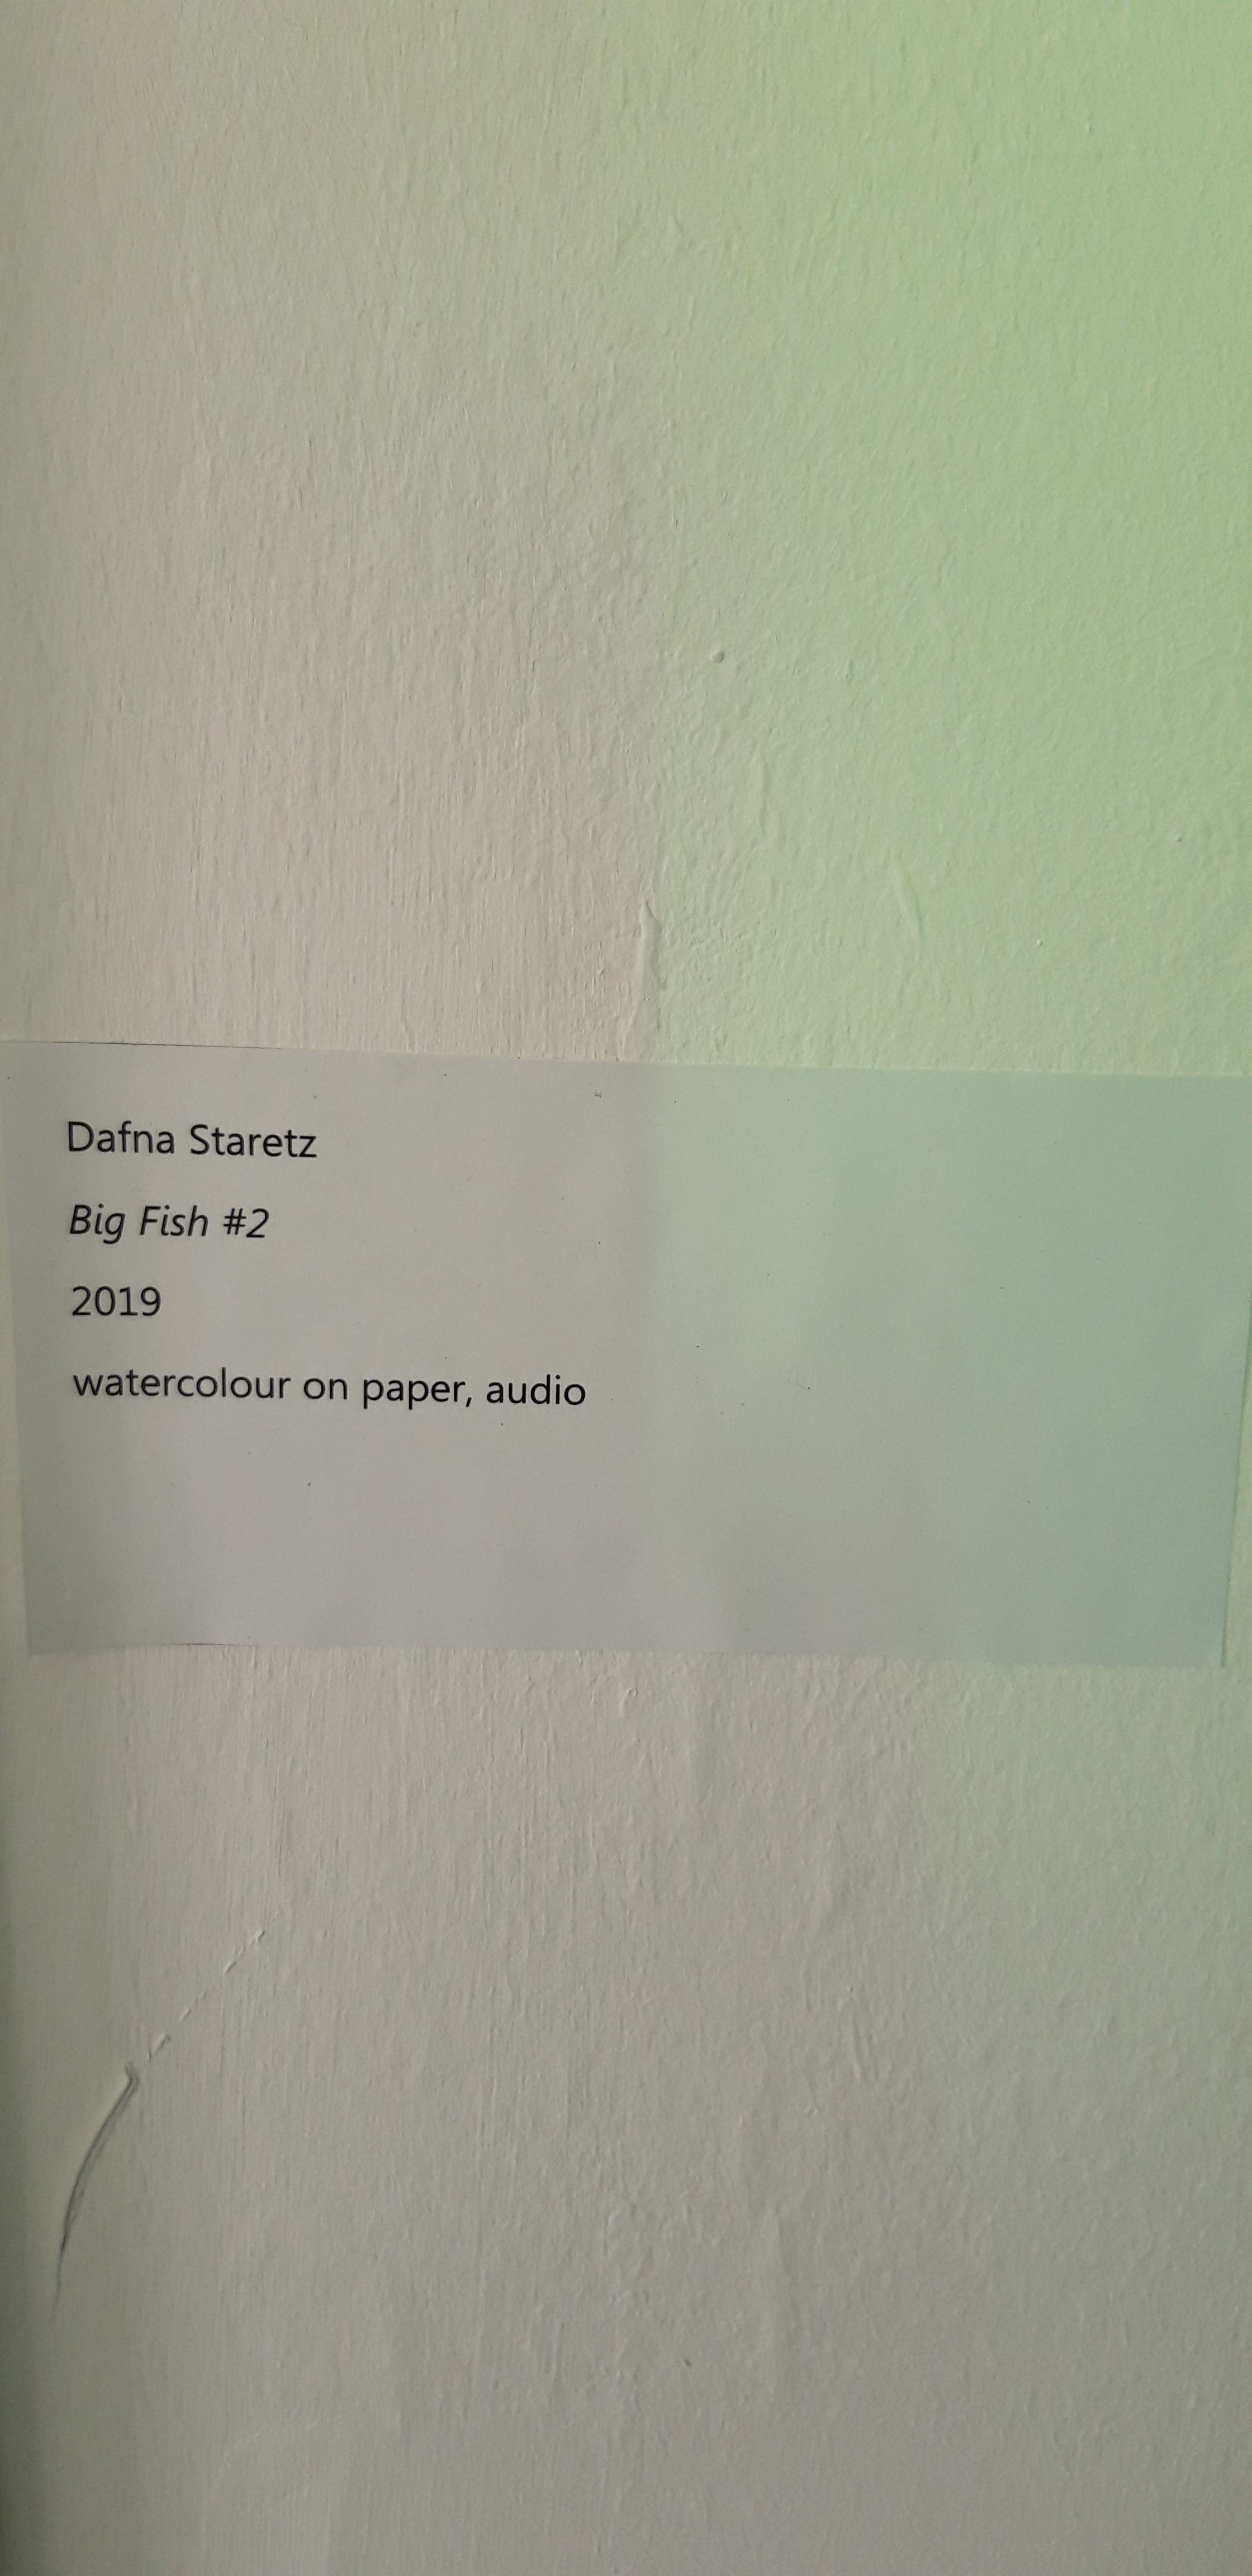 Dafna Staretz
Big Fish #2
2019
watercolour on paper, audio